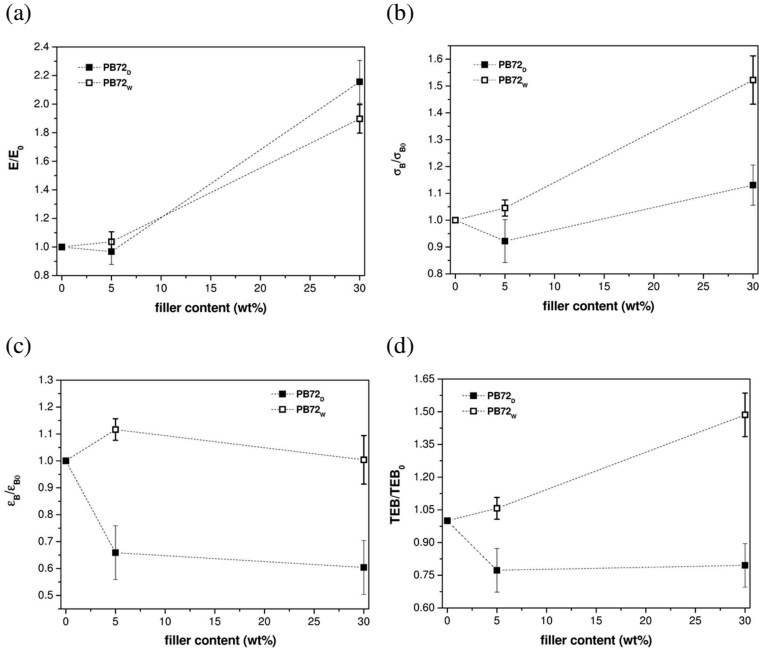 (a)
2.4
2.2
2.0
1.8
1.6
1.4
1.2
1.0
0.8
E/E0
PB72D
PB72W
0 5 10 15 20 25 30
filler content (wt%)
(b)
1.6
1.5
1.4
1.3
1.2
1.1
1.0
0.9
0.8
σB/σB0
PB72D
PB72W
0 5 10 15 20 25 30
filler content (wt%)
(c)
1.3
1.2
1.1
1.0
0.9
0.8
0.7
0.6
0.5
εB/εB0
PB72D
PB72W
0 5 10 15 20 25 30
filler content (wt%)
(d)
1.65
1.50
1.35
1.20
1.05
0.90
0.75
0.60
TEB/TEB0
PB72D
PB72W
0 5 10 15 20 25 30
filler content (wt%)